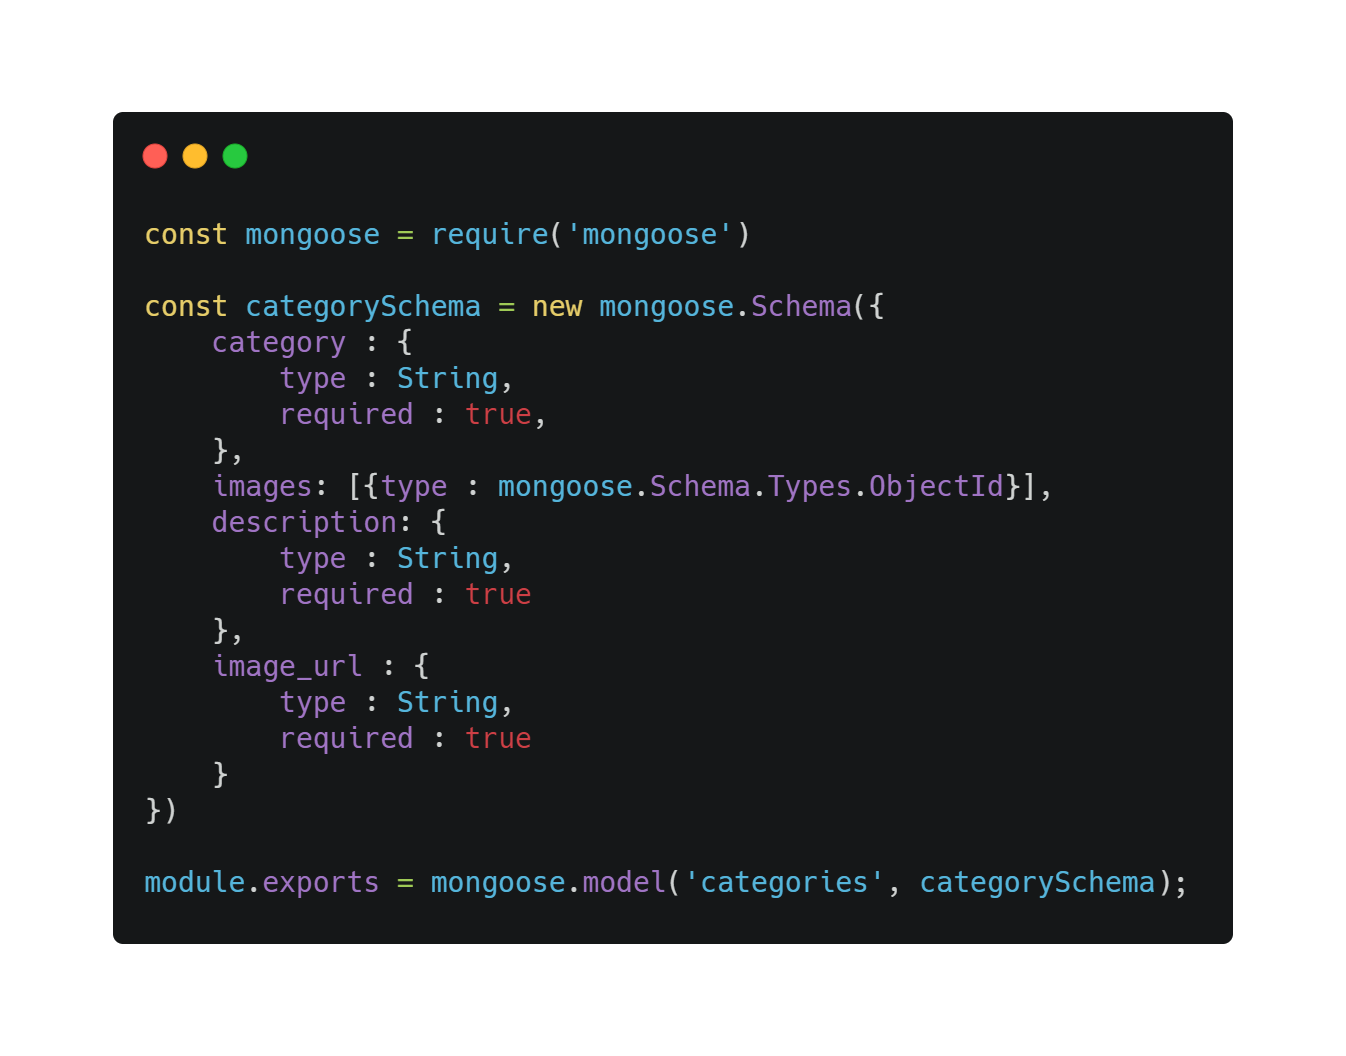 const mongoose = require('mongoose')

const categorySchema = new mongoose.Schema({
    category : {
        type : String,
        required : true,
    },
    images: [{type : mongoose.Schema.Types.ObjectId}],
    description: {
        type : String,
        required : true
    },
    image_url : {
        type : String,
        required : true
    }
})

module.exports = mongoose.model('categories', categorySchema);